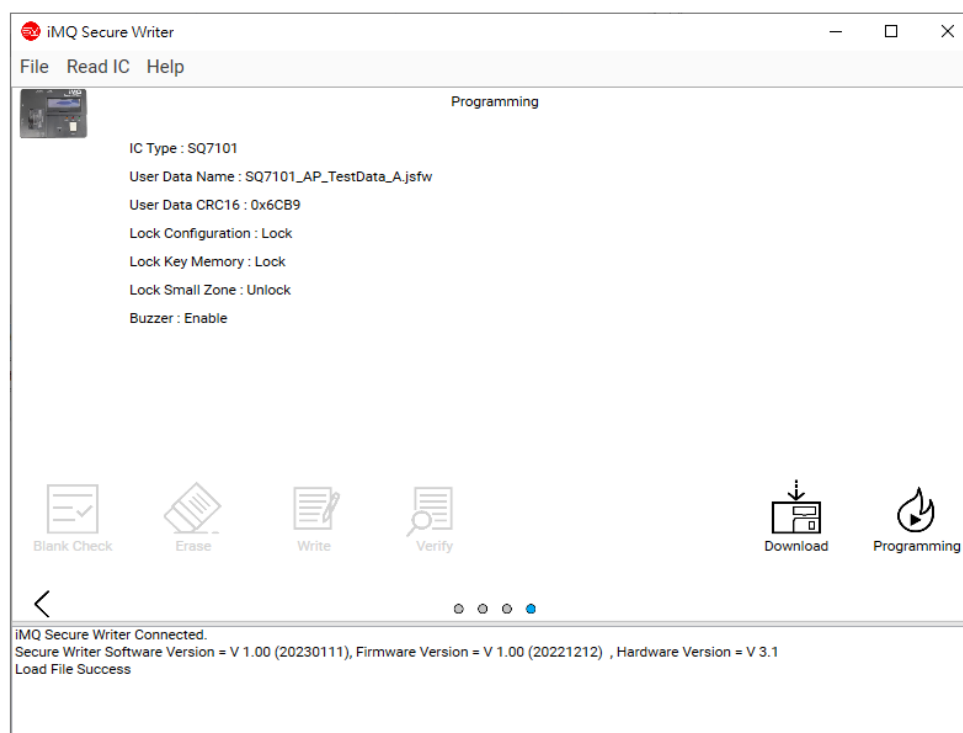 iMQ Secure Writer
File Read IC Help
Programming
IC Type : SQ7101
User Data Name : SQ7101_AP_TestData_A.jsfw
User Data CRC16 : 0x6CB9
Lock Configuration : Lock
Lock Key Memory : Lock
Lock Small Zone : Unlock
Buzzer : Enable
Blank Check Erase Write Verify Download Programming
iMQ Secure Writer Connected.
Secure Writer Software Version = V 1.00 (20230111), Firmware Version = V 1.00 (20221212) , Hardware Version = V 3.1
Load File Success